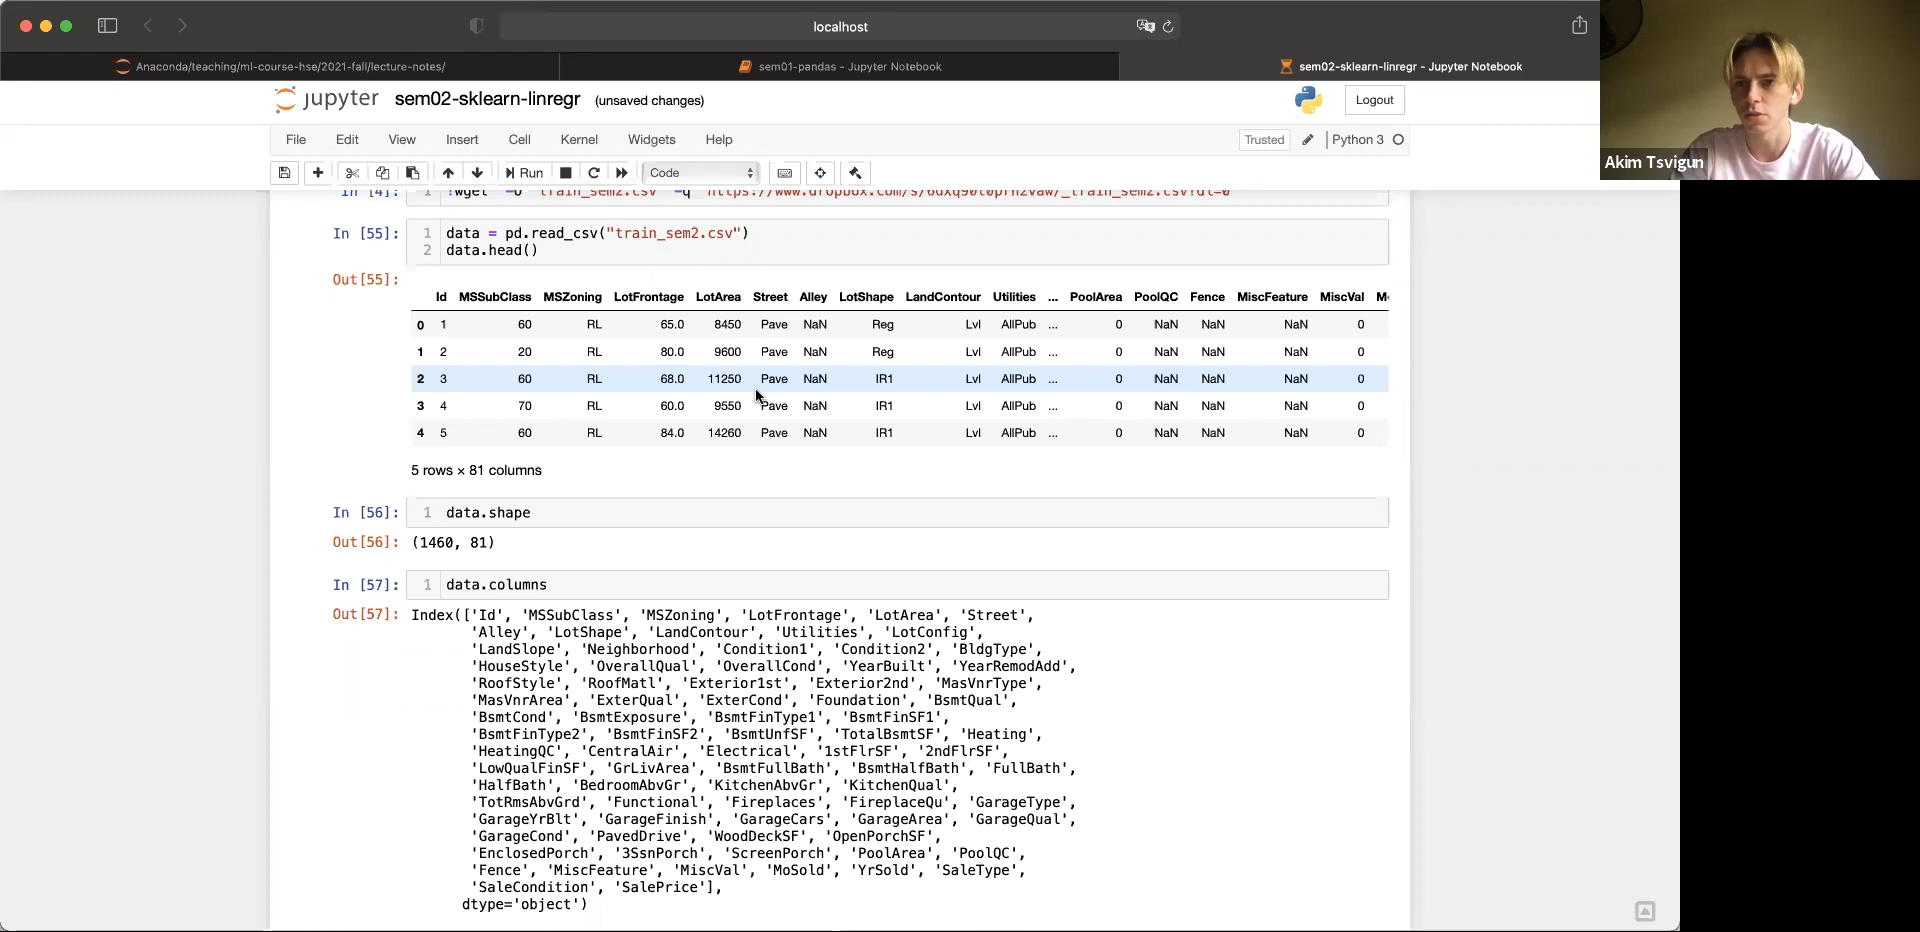 localhost
Anaconda/teaching/ml-course-hse/2021-fall/lecture-notes/
sem01-pandas - Jupyter Notebook
sem02-sklearn-linregr - Jupyter Notebook
jupyter sem02-sklearn-linregr (unsaved changes)
Logout
File Edit View Insert Cell Kernel Widgets Help
Trusted Python 3
Run Code
Akim Tsvigun
In [4]: 1 !wget -O 'train_sem2.csv' -q
In [55]: 1 data = pd.read_csv("train_sem2.csv")
2 data.head()
Out[55]:
Id MSSubClass MSZoning LotFrontage LotArea Street Alley LotShape LandContour Utilities ... PoolArea PoolQC Fence MiscFeature MiscVal
0 1 60 RL 65.0 8450 Pave NaN Reg Lvl AllPub ... 0 NaN NaN NaN 0
1 2 20 RL 80.0 9600 Pave NaN Reg Lvl AllPub ... 0 NaN NaN NaN 0
2 3 60 RL 68.0 11250 Pave NaN IR1 Lvl AllPub ... 0 NaN NaN NaN 0
3 4 70 RL 60.0 9550 Pave NaN IR1 Lvl AllPub ... 0 NaN NaN NaN 0
4 5 60 RL 84.0 14260 Pave NaN IR1 Lvl AllPub ... 0 NaN NaN NaN 0
5 rows × 81 columns
In [56]: 1 data.shape
Out[56]: (1460, 81)
In [57]: 1 data.columns
Out[57]: Index(['Id', 'MSSubClass', 'MSZoning', 'LotFrontage', 'LotArea', 'Street',
'Alley', 'LotShape', 'LandContour', 'Utilities', 'LotConfig',
'LandSlope', 'Neighborhood', 'Condition1', 'Condition2', 'BldgType',
'HouseStyle', 'OverallQual', 'OverallCond', 'YearBuilt', 'YearRemodAdd',
'RoofStyle', 'RoofMatl', 'Exterior1st', 'Exterior2nd', 'MasVnrType',
'MasVnrArea', 'ExterQual', 'ExterCond', 'Foundation', 'BsmtQual',
'BsmtCond', 'BsmtExposure', 'BsmtFinType1', 'BsmtFinSF1',
'BsmtFinType2', 'BsmtFinSF2', 'BsmtUnfSF', 'TotalBsmtSF', 'Heating',
'HeatingQC', 'CentralAir', 'Electrical', '1stFlrSF', '2ndFlrSF',
'LowQualFinSF', 'GrLivArea', 'BsmtFullBath', 'BsmtHalfBath', 'FullBath',
'HalfBath', 'BedroomAbvGr', 'KitchenAbvGr', 'KitchenQual',
'TotRmsAbvGrd', 'Functional', 'Fireplaces', 'FireplaceQu', 'GarageType',
'GarageYrBlt', 'GarageFinish', 'GarageCars', 'GarageArea', 'GarageQual',
'GarageCond', 'PavedDrive', 'WoodDeckSF', 'OpenPorchSF',
'EnclosedPorch', '3SsnPorch', 'ScreenPorch', 'PoolArea', 'PoolQC',
'Fence', 'MiscFeature', 'MiscVal', 'MoSold', 'YrSold', 'SaleType',
'SaleCondition', 'SalePrice'],
dtype='object')